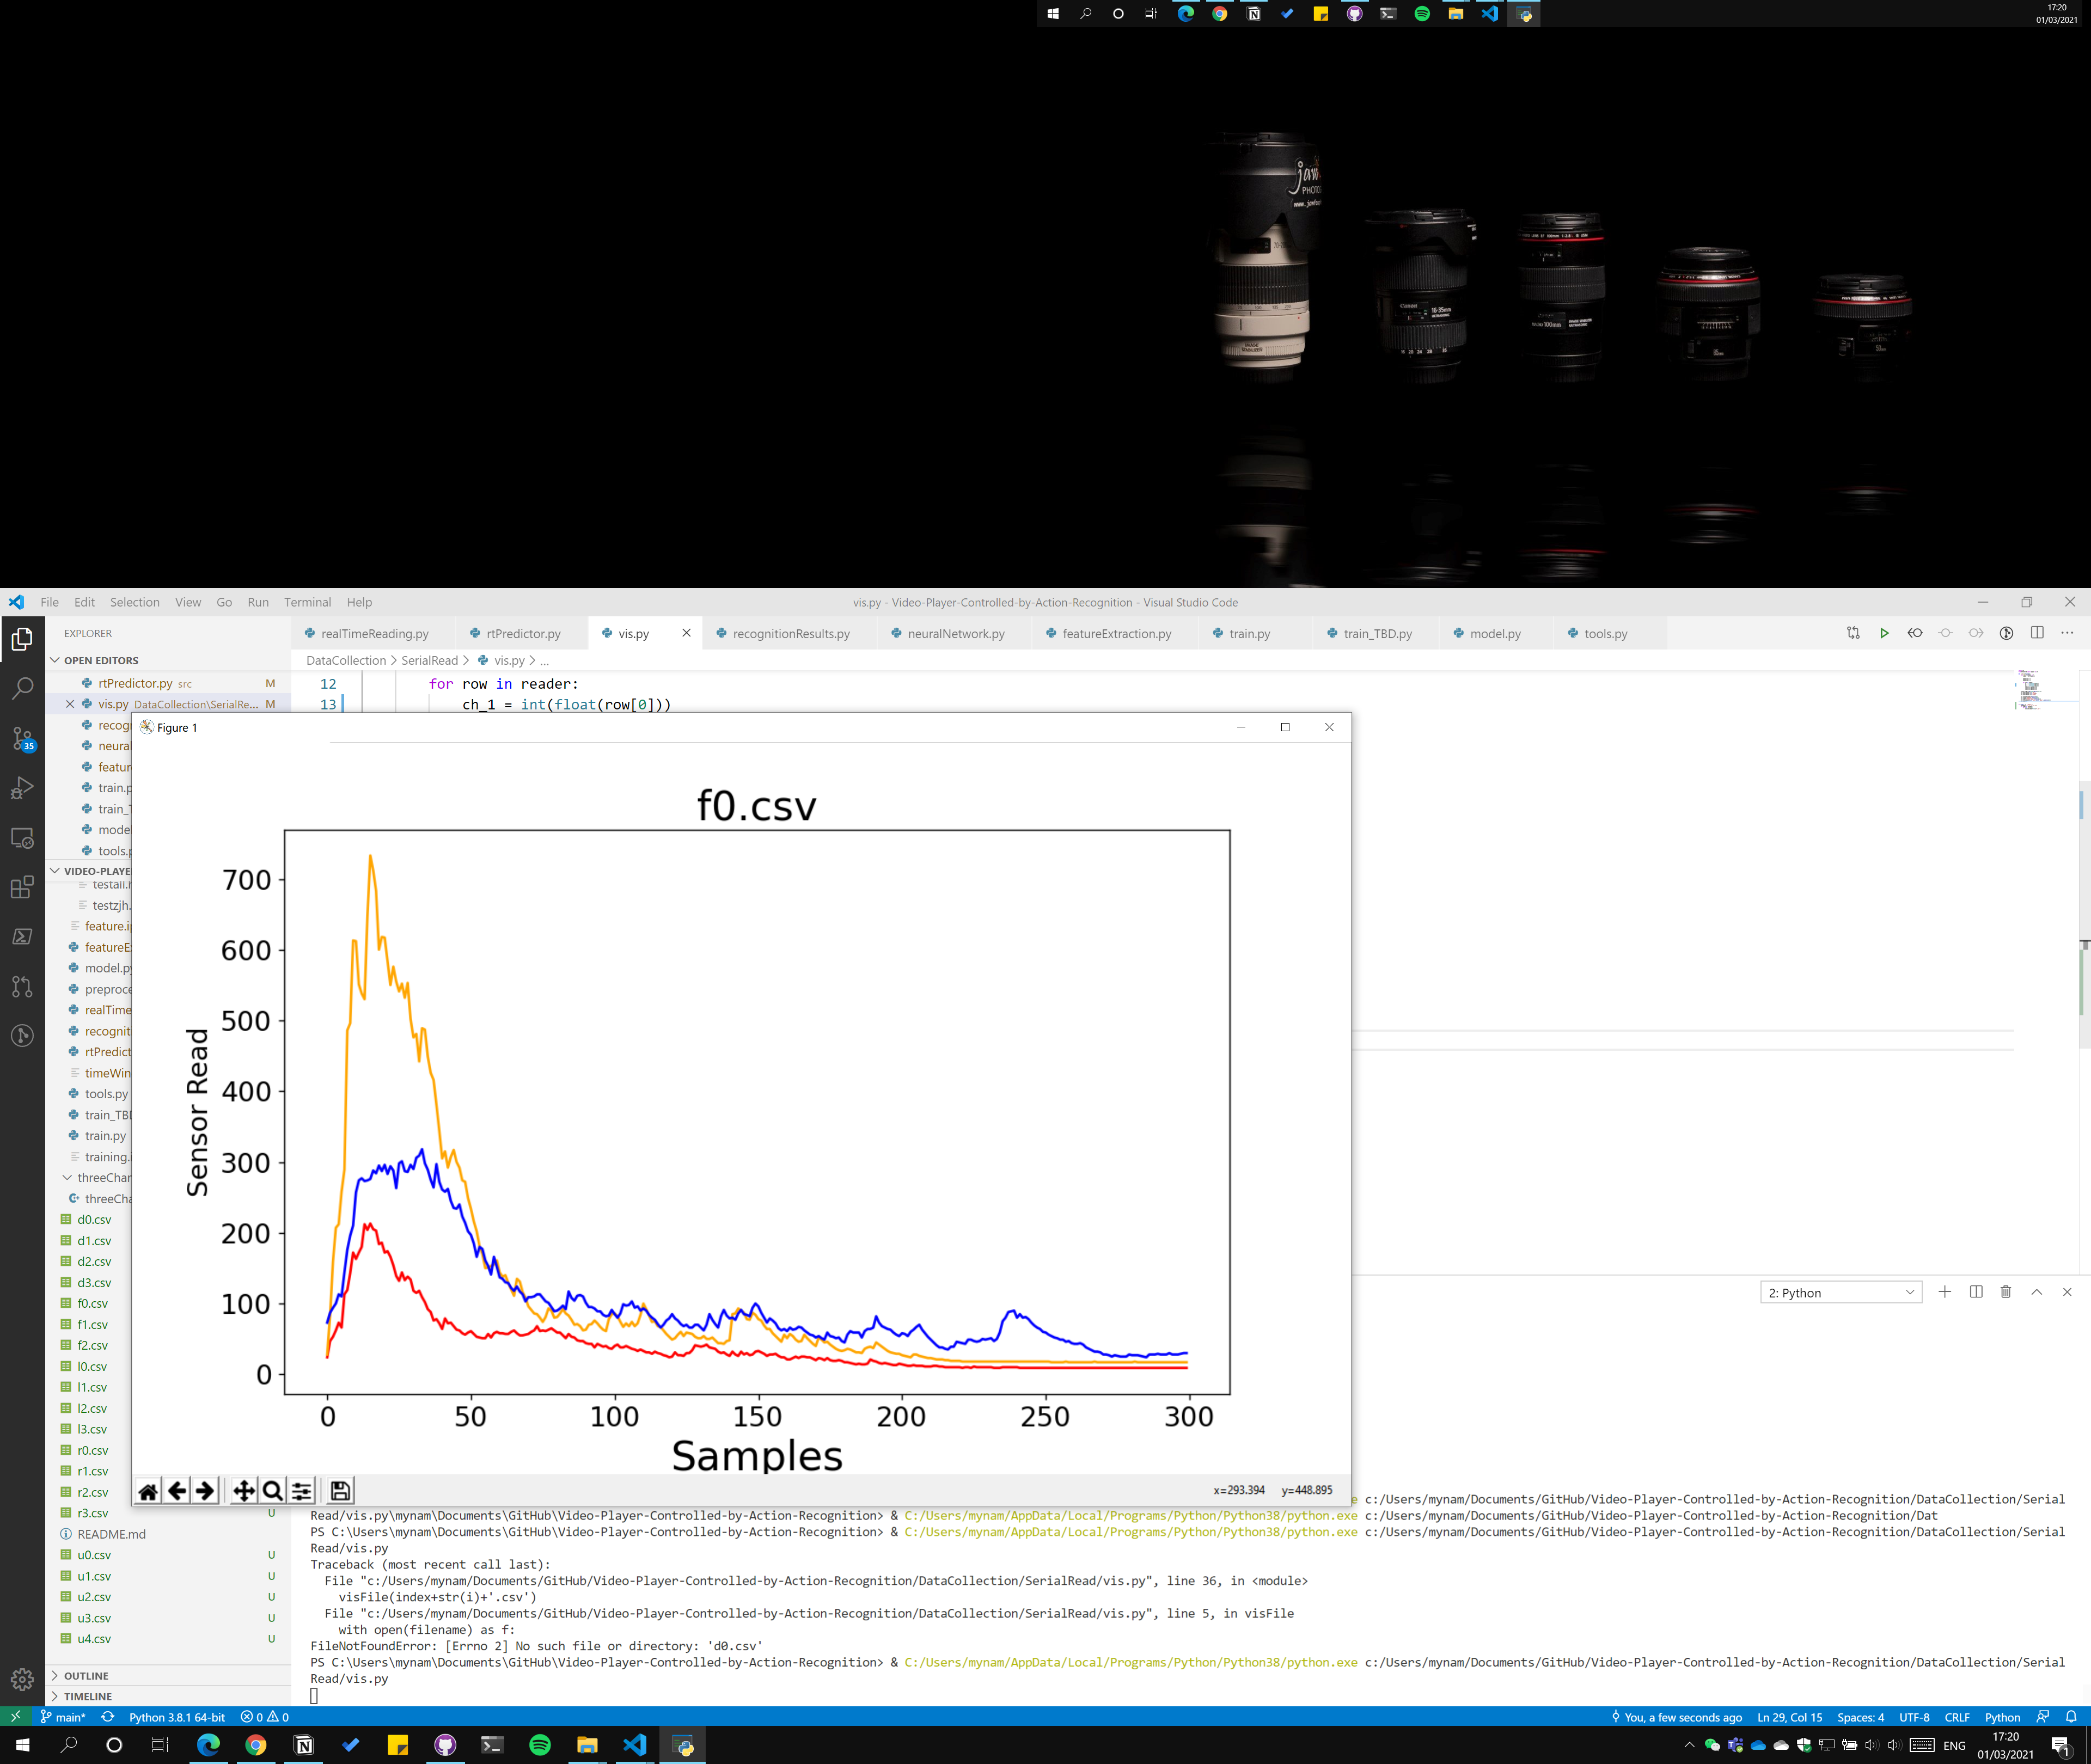 17:20
01/03/2021
jaw
PHOTO
Canon
16-35mm
100mm
File Edit Selection View Go Run Terminal Help
vis.py - Video-Player-Controlled-by-Action-Recognition - Visual Studio Code
EXPLORER
realTimeReading.py rtPredictor.py vis.py recognitionResults.py neuralNetwork.py featureExtraction.py train.py train_TBD.py model.py tools.py
OPEN EDITORS
DataCollection > SerialRead > vis.py > ...
rtPredictor.py src M
vis.py DataCollection\SerialRe... M
12 for row in reader:
13 ch_1 = int(float(row[0]))
recogn
neural
featur
train.p
train_T
mode
tools.p
35
VIDEO-PLAYE
testall.h
testzjh.
feature.ip
featureE
model.py
preproce
realTime
recognit
rtPredict
timeWin
tools.py
train_TBD
train.py
training.i
threeChan
threeCha
d0.csv
d1.csv
d2.csv
d3.csv
f0.csv
f1.csv
f2.csv
l0.csv
l1.csv
l2.csv
l3.csv
r0.csv
r1.csv
r2.csv
r3.csv U
README.md
u0.csv U
u1.csv U
u2.csv U
u3.csv U
u4.csv U
OUTLINE
TIMELINE
Figure 1
f0.csv
700
600
500
400
300
200
100
0
Sensor Read
0 50 100 150 200 250 300
Samples
x=293.394 y=448.895
2: Python
e c:/Users/mynam/Documents/GitHub/Video-Player-Controlled-by-Action-Recognition/DataCollection/Serial
Read/vis.py\mynam\Documents\GitHub\Video-Player-Controlled-by-Action-Recognition> & C:/Users/mynam/AppData/Local/Programs/Python/Python38/python.exe c:/Users/mynam/Documents/GitHub/Video-Player-Controlled-by-Action-Recognition/Dat
PS C:\Users\mynam\Documents\GitHub\Video-Player-Controlled-by-Action-Recognition> & C:/Users/mynam/AppData/Local/Programs/Python/Python38/python.exe c:/Users/mynam/Documents/GitHub/Video-Player-Controlled-by-Action-Recognition/DataCollection/Serial
Read/vis.py
Traceback (most recent call last):
File "c:/Users/mynam/Documents/GitHub/Video-Player-Controlled-by-Action-Recognition/DataCollection/SerialRead/vis.py", line 36, in <module>
visFile(index+str(i)+'.csv')
File "c:/Users/mynam/Documents/GitHub/Video-Player-Controlled-by-Action-Recognition/DataCollection/SerialRead/vis.py", line 5, in visFile
with open(filename) as f:
FileNotFoundError: [Errno 2] No such file or directory: 'd0.csv'
PS C:\Users\mynam\Documents\GitHub\Video-Player-Controlled-by-Action-Recognition> & C:/Users/mynam/AppData/Local/Programs/Python/Python38/python.exe c:/Users/mynam/Documents/GitHub/Video-Player-Controlled-by-Action-Recognition/DataCollection/Serial
Read/vis.py
main* Python 3.8.1 64-bit 0 0
You, a few seconds ago Ln 29, Col 15 Spaces: 4 UTF-8 CRLF Python
ENG
17:20
01/03/2021
1